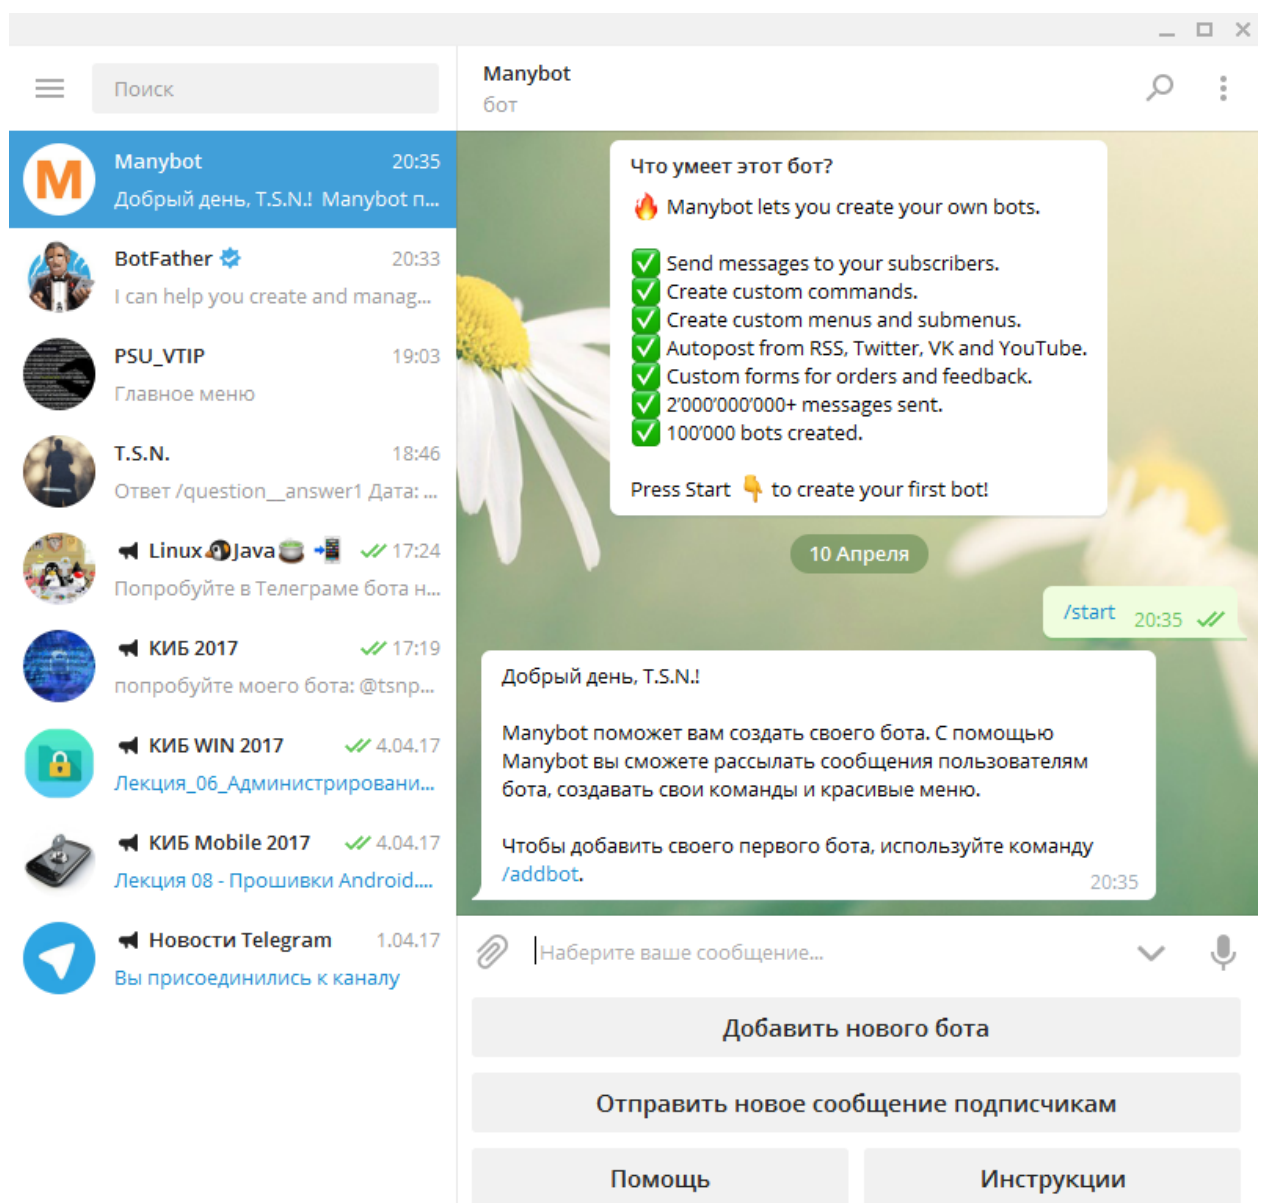 Поиск
Manybot
бот
Manybot 20:35
Добрый день, T.S.N.! Manybot п...
BotFather 20:33
I can help you create and manag...
PSU_VTIP 19:03
Главное меню
T.S.N. 18:46
Ответ /question__answer1 Дата: ...
Linux Java 17:24
Попробуйте в Телеграме бота н...
КИБ 2017 17:19
попробуйте моего бота: @tsnp...
КИБ WIN 2017 4.04.17
Лекция_06_Администрировани...
КИБ Mobile 2017 4.04.17
Лекция 08 - Прошивки Android....
Новости Telegram 1.04.17
Вы присоединились к каналу
Что умеет этот бот?
🔥 Manybot lets you create your own bots.
✅ Send messages to your subscribers.
✅ Create custom commands.
✅ Create custom menus and submenus.
✅ Autopost from RSS, Twitter, VK and YouTube.
✅ Custom forms for orders and feedback.
✅ 2'000'000'000+ messages sent.
✅ 100'000 bots created.
Press Start 👇 to create your first bot!
10 Апреля
/start 20:35
Добрый день, T.S.N.!
Manybot поможет вам создать своего бота. С помощью
Manybot вы сможете рассылать сообщения пользователям
бота, создавать свои команды и красивые меню.
Чтобы добавить своего первого бота, используйте команду
/addbot.
20:35
Наберите ваше сообщение...
Добавить нового бота
Отправить новое сообщение подписчикам
Помощь
Инструкции